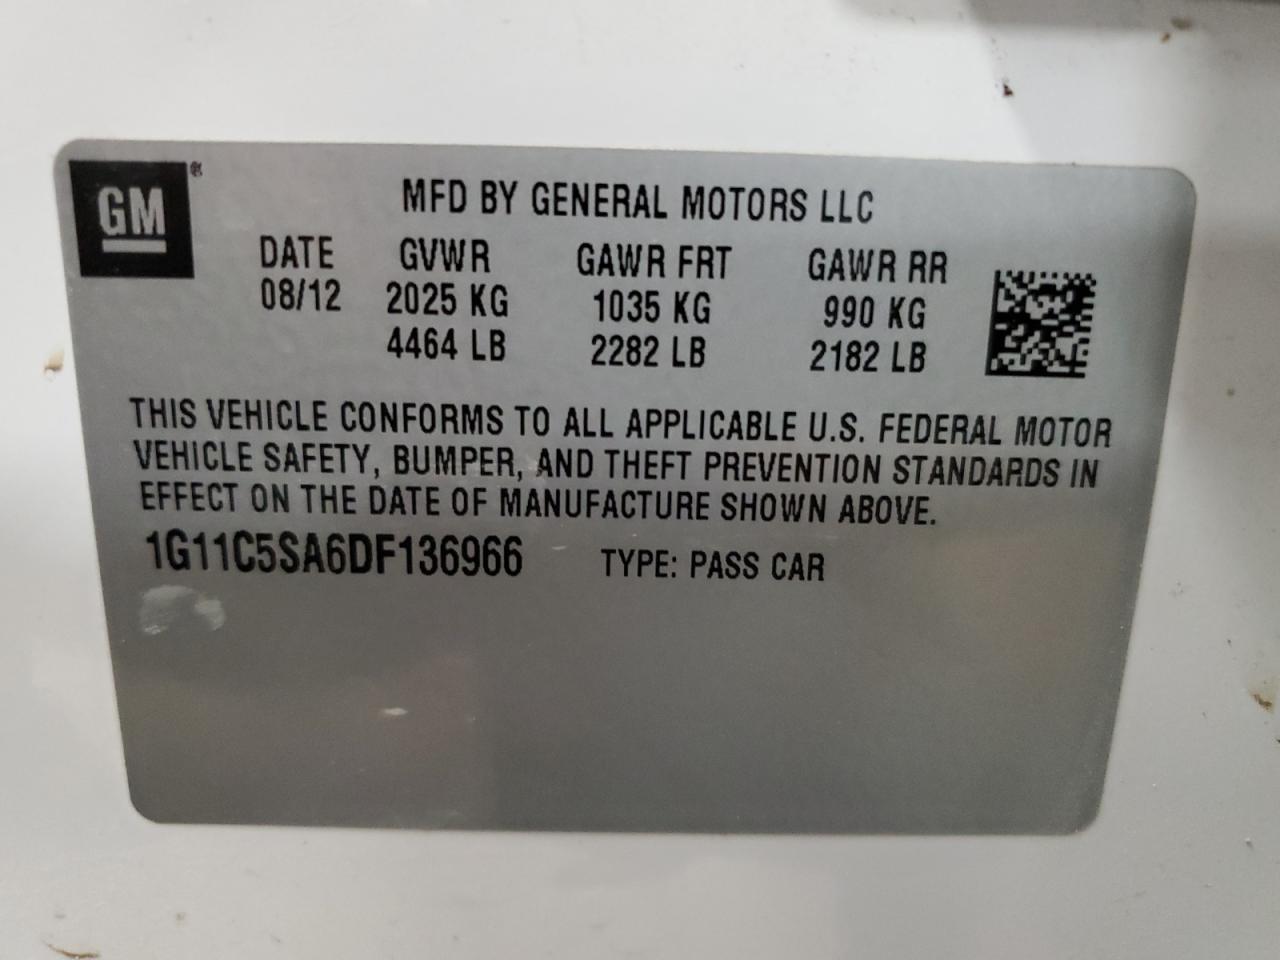 GM ®
MFD BY GENERAL MOTORS LLC
DATE GVWR GAWR FRT GAWR RR
08/12 2025 KG 1035 KG 990 KG
4464 LB 2282 LB 2182 LB
THIS VEHICLE CONFORMS TO ALL APPLICABLE U.S. FEDERAL MOTOR
VEHICLE SAFETY, BUMPER, AND THEFT PREVENTION STANDARDS IN
EFFECT ON THE DATE OF MANUFACTURE SHOWN ABOVE.
1G11C5SA6DF136966 TYPE: PASS CAR